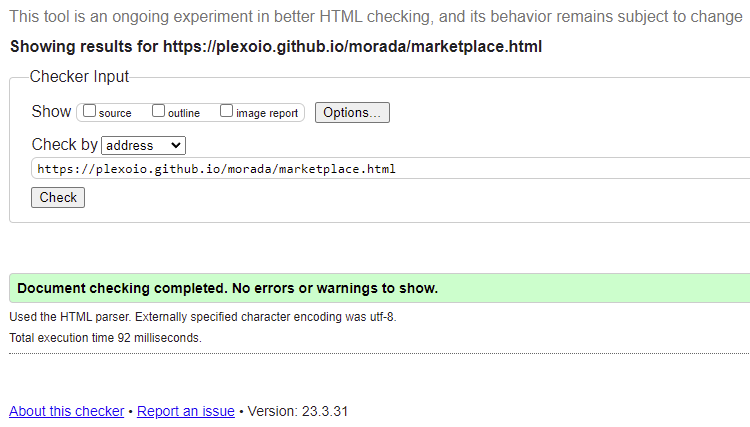 This tool is an ongoing experiment in better HTML checking, and its behavior remains subject to change
Showing results for https://plexoio.github.io/morada/marketplace.html
Checker Input
Show source outline image report Options...
Check by address
https://plexoio.github.io/morada/marketplace.html
Check
Document checking completed. No errors or warnings to show.
Used the HTML parser. Externally specified character encoding was utf-8.
Total execution time 92 milliseconds.
About this checker • Report an issue • Version: 23.3.31